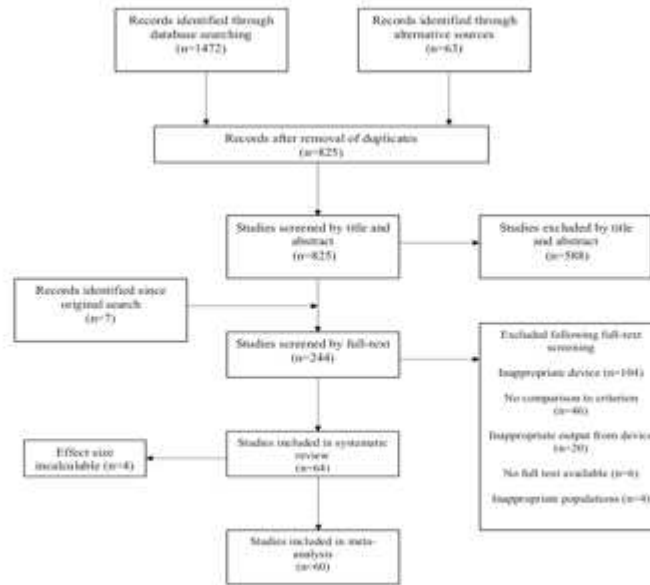 Records identified through
database searching
(n=1472)
Records identified through
alternative sources
(n=63)
Records after removal of duplicates
(n=825)
Studies screened by title and
abstract
(n=825)
Studies excluded by title
and abstract
(n=588)
Records identified since
original search
(n=7)
Studies screened by full-text
(n=244)
Excluded following full-text
screening
Inappropriate device (n=104)
No comparison to criterion
(n=46)
Inappropriate output from device
(n=20)
No full text available (n=6)
Inappropriate populations (n=4)
Studies included in systematic
review
(n=64)
Effect size
incalculable (n=4)
Studies included in meta-
analysis
(n=60)